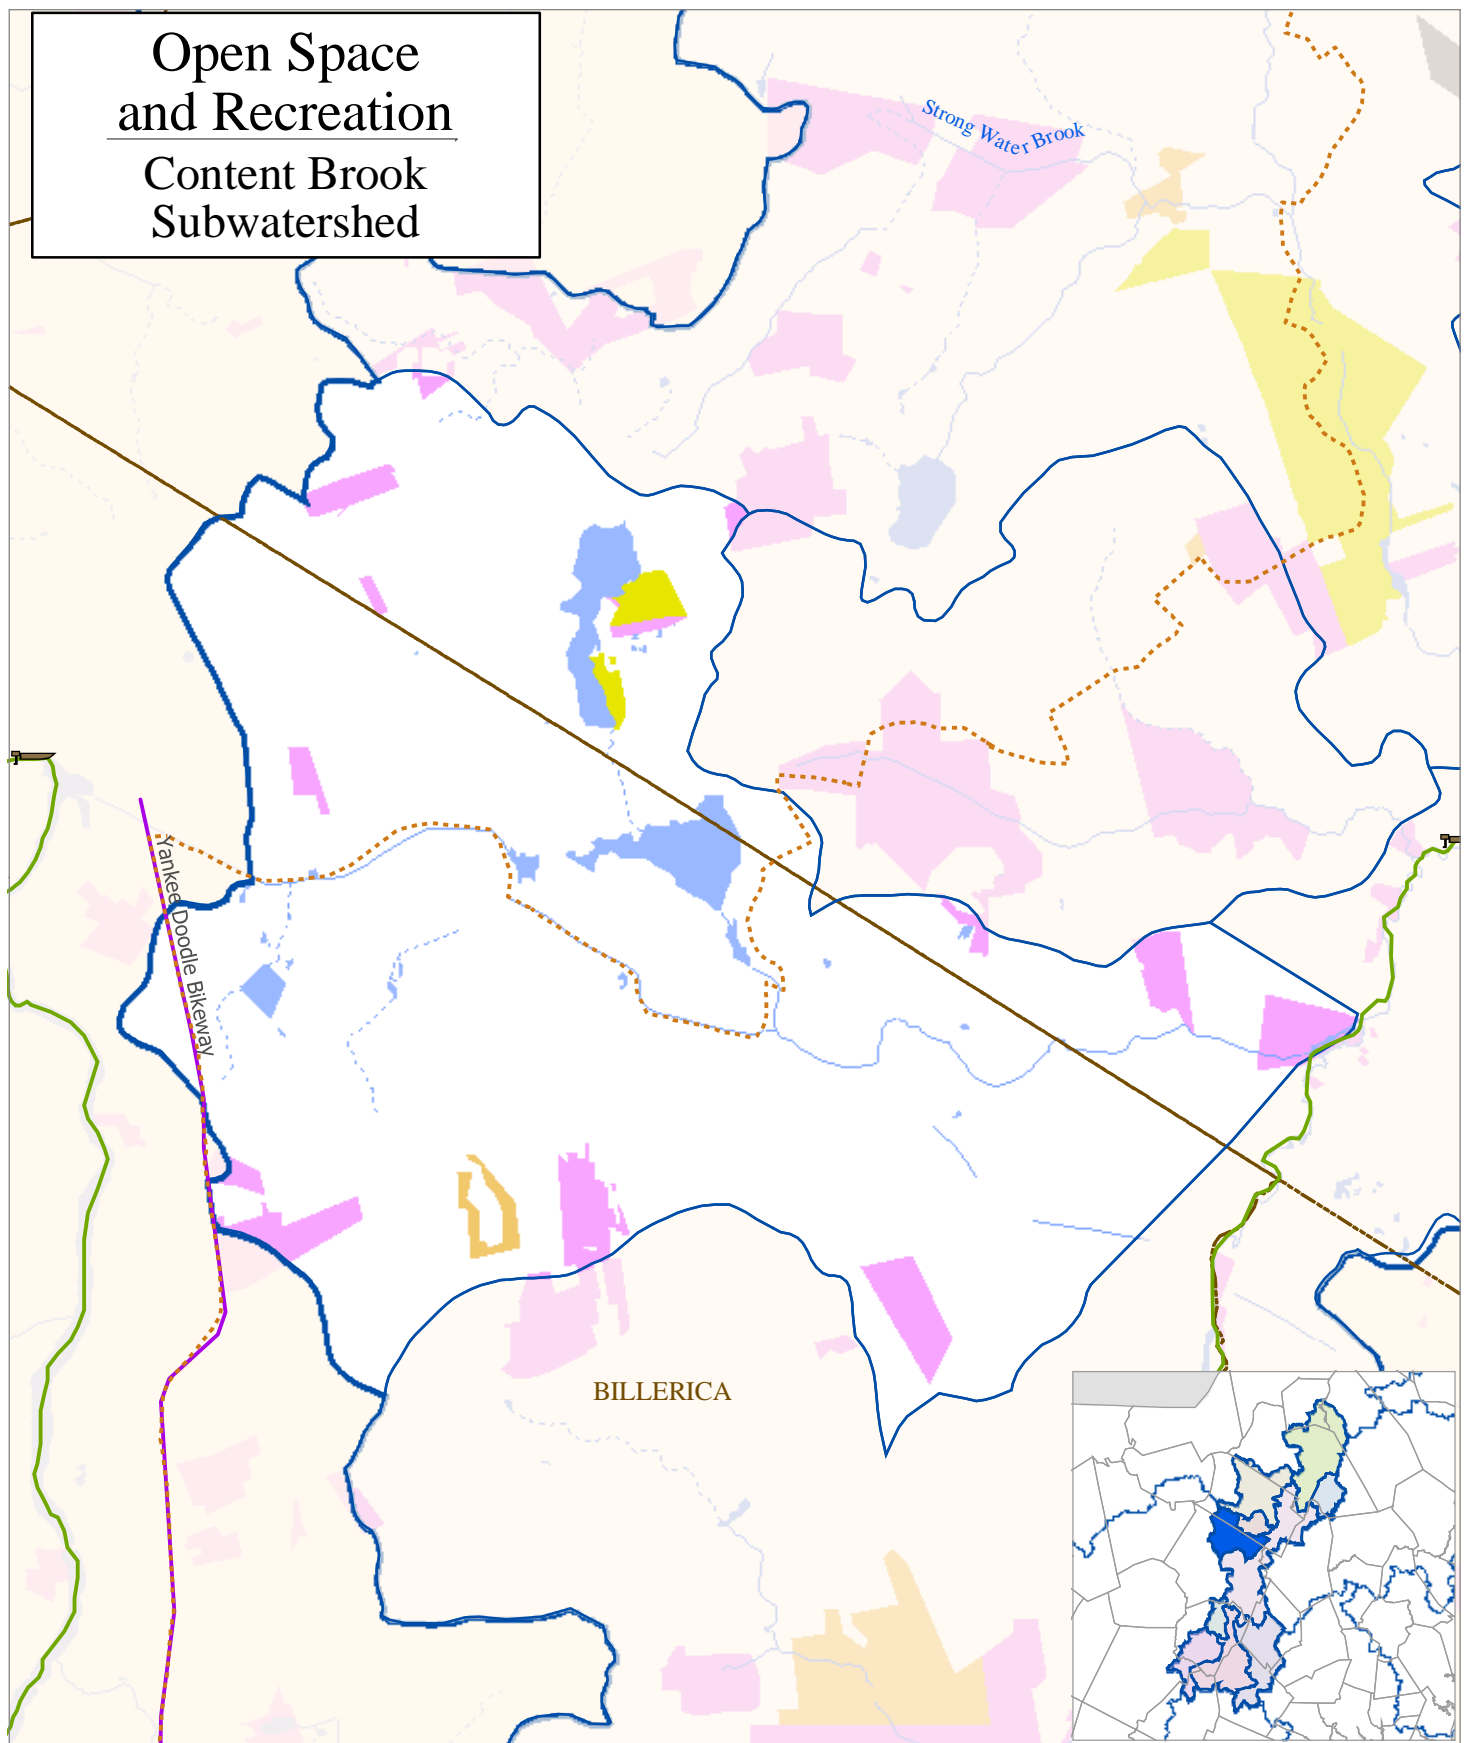 Open Space
and Recreation
Content Brook
Subwatershed
Strong Water Brook
Yankee Doodle Bikeway
BILLERICA